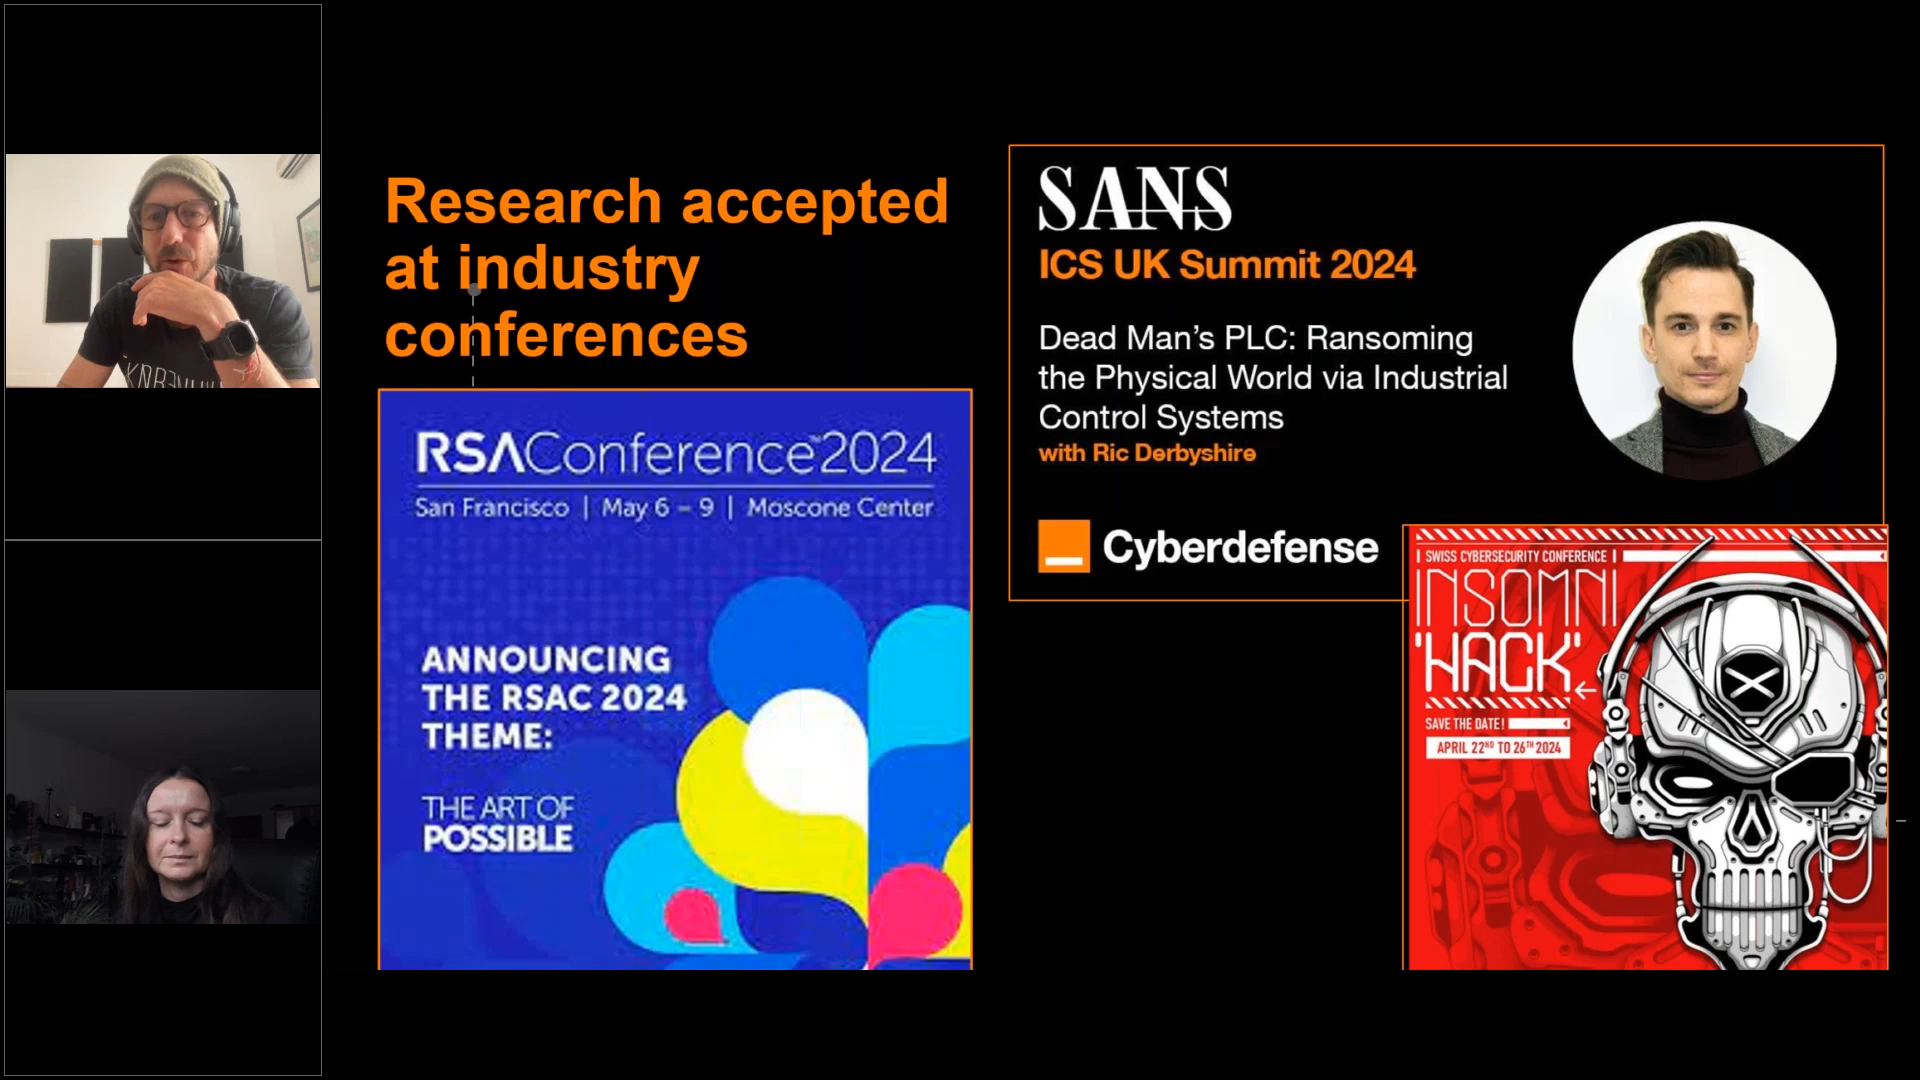 Research accepted
at industry
conferences
RSAConference™2024
San Francisco | May 6 – 9 | Moscone Center
ANNOUNCING
THE RSAC 2024
THEME:
THE ART OF
POSSIBLE
SANS
ICS UK Summit 2024
Dead Man's PLC: Ransoming
the Physical World via Industrial
Control Systems
with Ric Derbyshire
Cyberdefense
SWISS CYBERSECURITY CONFERENCE
INSOMNI
'HACK'
SAVE THE DATE!
APRIL 22ND TO 26TH 2024